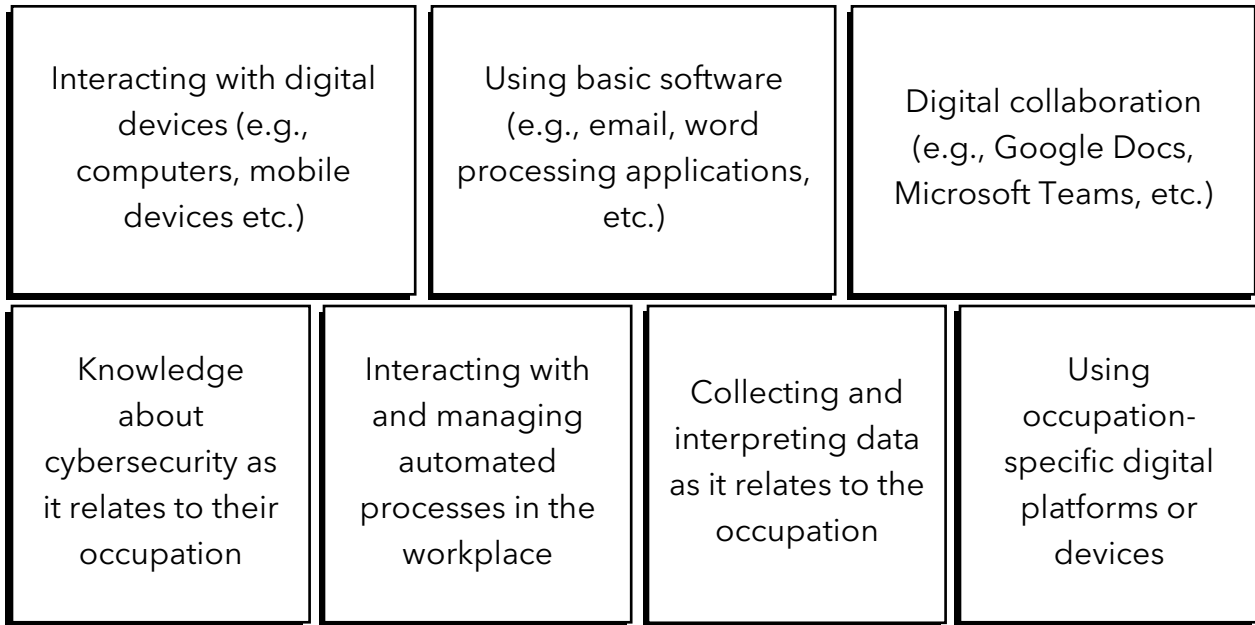 Interacting with digital
devices (e.g.,
computers, mobile
devices etc.)
Using basic software
(e.g., email, word
processing applications,
etc.)
Digital collaboration
(e.g., Google Docs,
Microsoft Teams, etc.)
Knowledge
about
cybersecurity as
it relates to their
occupation
Interacting with
and managing
automated
processes in the
workplace
Collecting and
interpreting data
as it relates to the
occupation
Using
occupation-
specific digital
platforms or
devices